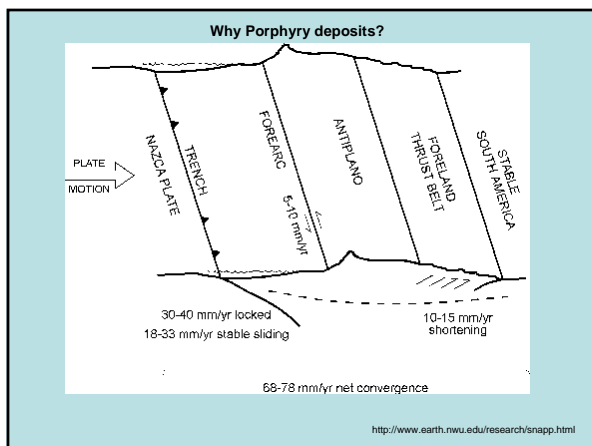 Why Porphyry deposits?
PLATE
MOTION
NAZCA PLATE
TRENCH
FOREARC
5-10 mm/yr
ANTIPLANO
FORELAND
THRUST BELT
STABLE
SOUTH AMERICA
30-40 mm/yr locked
18-33 mm/yr stable sliding
10-15 mm/yr
shortening
68-78 mm/yr net convergence
http://www.earth.nwu.edu/research/snapp.html